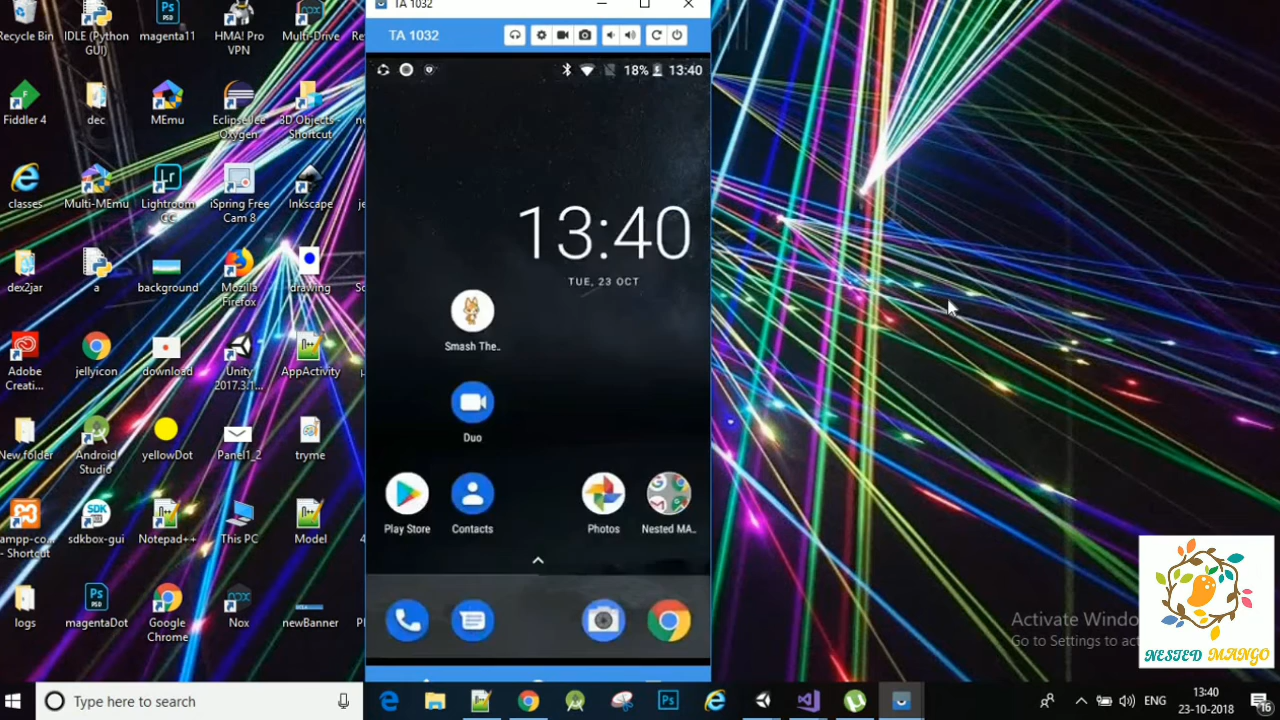 TA 1032
TA 1032
18% 13:40
13:40
TUE, 23 OCT
Smash The..
Duo
Play Store
Contacts
Photos
Nested MA..
Recycle Bin
IDLE (Python GUI)
magenta11
HMA! Pro VPN
Multi-Drive
Fiddler 4
dec
MEmu
EclipseJee Oxygen
3D Objects - Shortcut
classes
Multi-MEmu
Lightroom CC
iSpring Free Cam 8
Inkscape
dex2jar
a
background
Mozilla Firefox
drawing
Adobe Creati...
jellyicon
download
Unity 2017.3.1...
AppActivity
New folder
Android Studio
yellowDot
Panel1_2
tryme
ampp-co... - Shortcut
sdkbox-gui
Notepad++
This PC
Model
logs
magentaDot
Google Chrome
Nox
newBanner
Activate Windo
Go to Settings to act
NESTED MANGO
Type here to search
ENG
13:40
23-10-2018
16